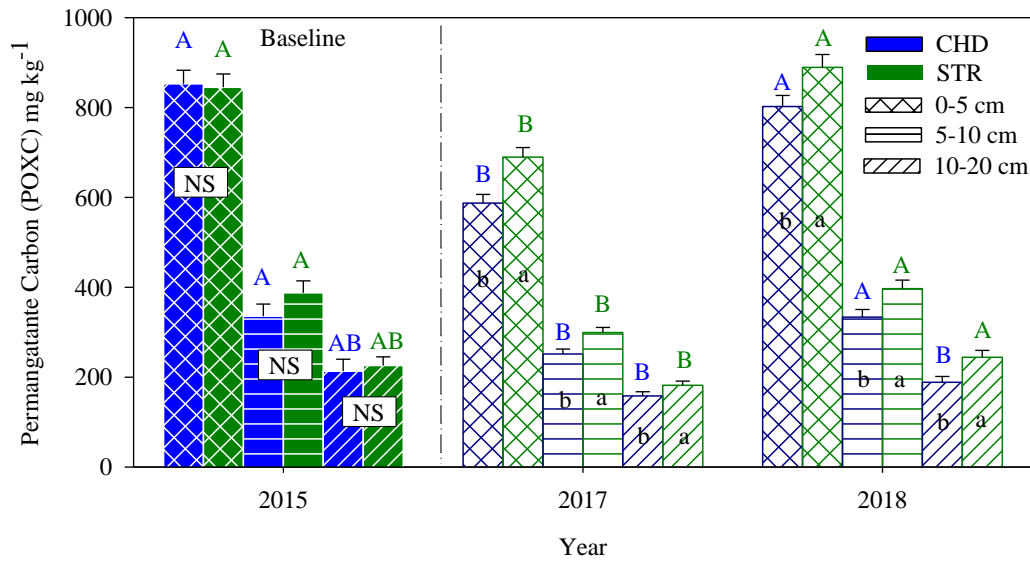 Permangatante Carbon (POXC) mg kg⁻¹
1000
800
600
400
200
0
Baseline
A
A
NS
A
A
NS
AB
AB
NS
B
B
b
a
B
B
b
a
B
B
b
a
A
A
b
a
A
A
b
a
B
A
b
a
CHD
STR
0-5 cm
5-10 cm
10-20 cm
2015
2017
2018
Year